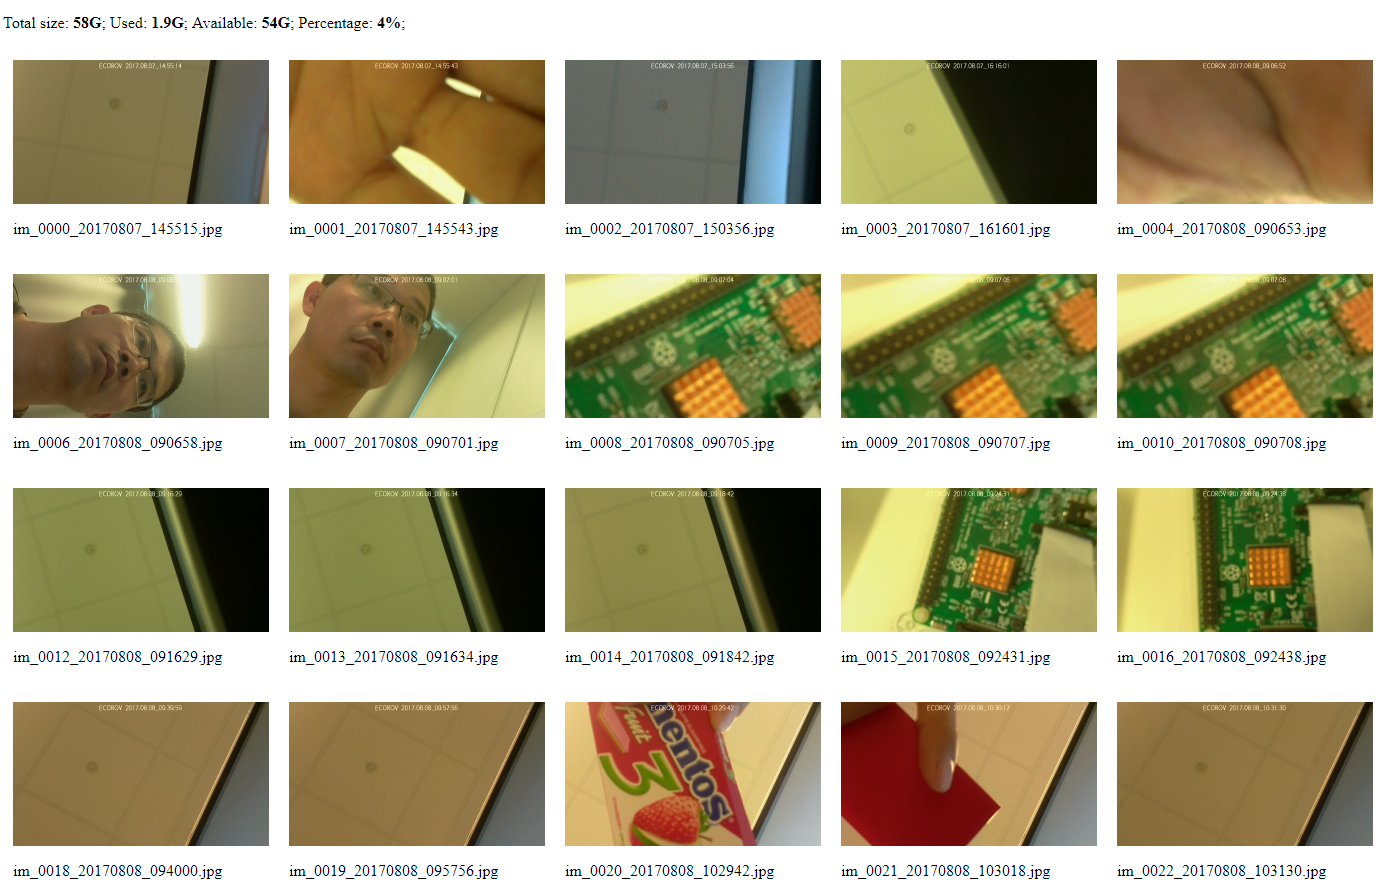 Total size: 58G; Used: 1.9G; Available: 54G; Percentage: 4%;
ECOROV 2017.08.07_14:55:14
ECOROV 2017.08.07_14:55:43
ECOROV 2017.08.07_15:03:56
ECOROV 2017.08.07_16:16:01
ECOROV 2017.08.08_09:06:52
im_0000_20170807_145515.jpg
im_0001_20170807_145543.jpg
im_0002_20170807_150356.jpg
im_0003_20170807_161601.jpg
im_0004_20170808_090653.jpg
ECOROV 2017.08.08
ECOROV 2017.08.08_09:07:01
ECOROV 2017.08.08_09:07:04
ECOROV 2017.08.08_09:07:06
ECOROV 2017.08.08_09:07:08
im_0006_20170808_090658.jpg
im_0007_20170808_090701.jpg
im_0008_20170808_090705.jpg
im_0009_20170808_090707.jpg
im_0010_20170808_090708.jpg
ECOROV 2017.08.08_09:16:29
ECOROV 2017.08.08_09:16:34
ECOROV 2017.08.08_09:18:42
ECOROV 2017.08.08_09:24:31
ECOROV 2017.08.08_09:24:38
im_0012_20170808_091629.jpg
im_0013_20170808_091634.jpg
im_0014_20170808_091842.jpg
im_0015_20170808_092431.jpg
im_0016_20170808_092438.jpg
ECOROV 2017.08.08_09:39:59
ECOROV 2017.08.08_09:57:56
ECOROV 2017.08.08_10:29:42
Fruit
mentos
3
ECOROV 2017.08.08_10:30:17
ECOROV 2017.08.08_10:31:30
im_0018_20170808_094000.jpg
im_0019_20170808_095756.jpg
im_0020_20170808_102942.jpg
im_0021_20170808_103018.jpg
im_0022_20170808_103130.jpg